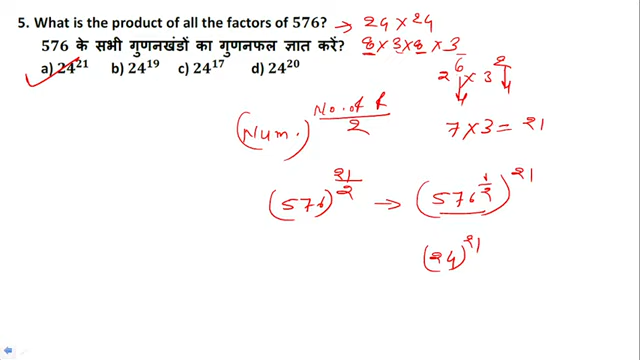 5. What is the product of all the factors of 576? → 24 × 24
576 के सभी गुणनखंडों का गुणनफल ज्ञात करें? 8 × 3 × 8 × 3
a) 24^21 b) 24^19 c) 24^17 d) 24^20
2^6 × 3^2
(Num.)^(No. of f / 2)
7 × 3 = 21
(576)^(21/2) → (576^(1/2))^21
(24)^21